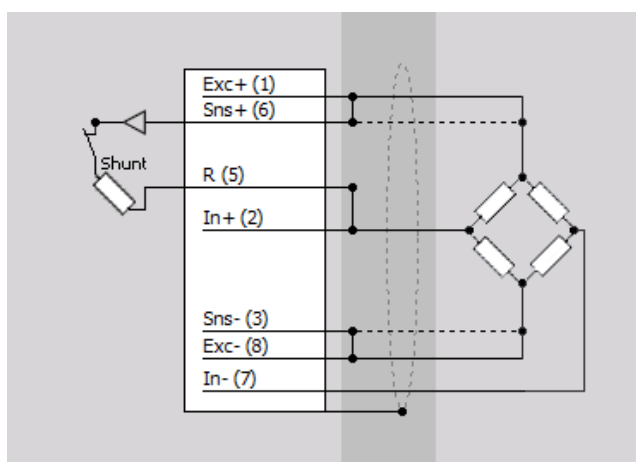 Exc+ (1)
Sns+ (6)
Shunt
R (5)
In+ (2)
Sns- (3)
Exc- (8)
In- (7)